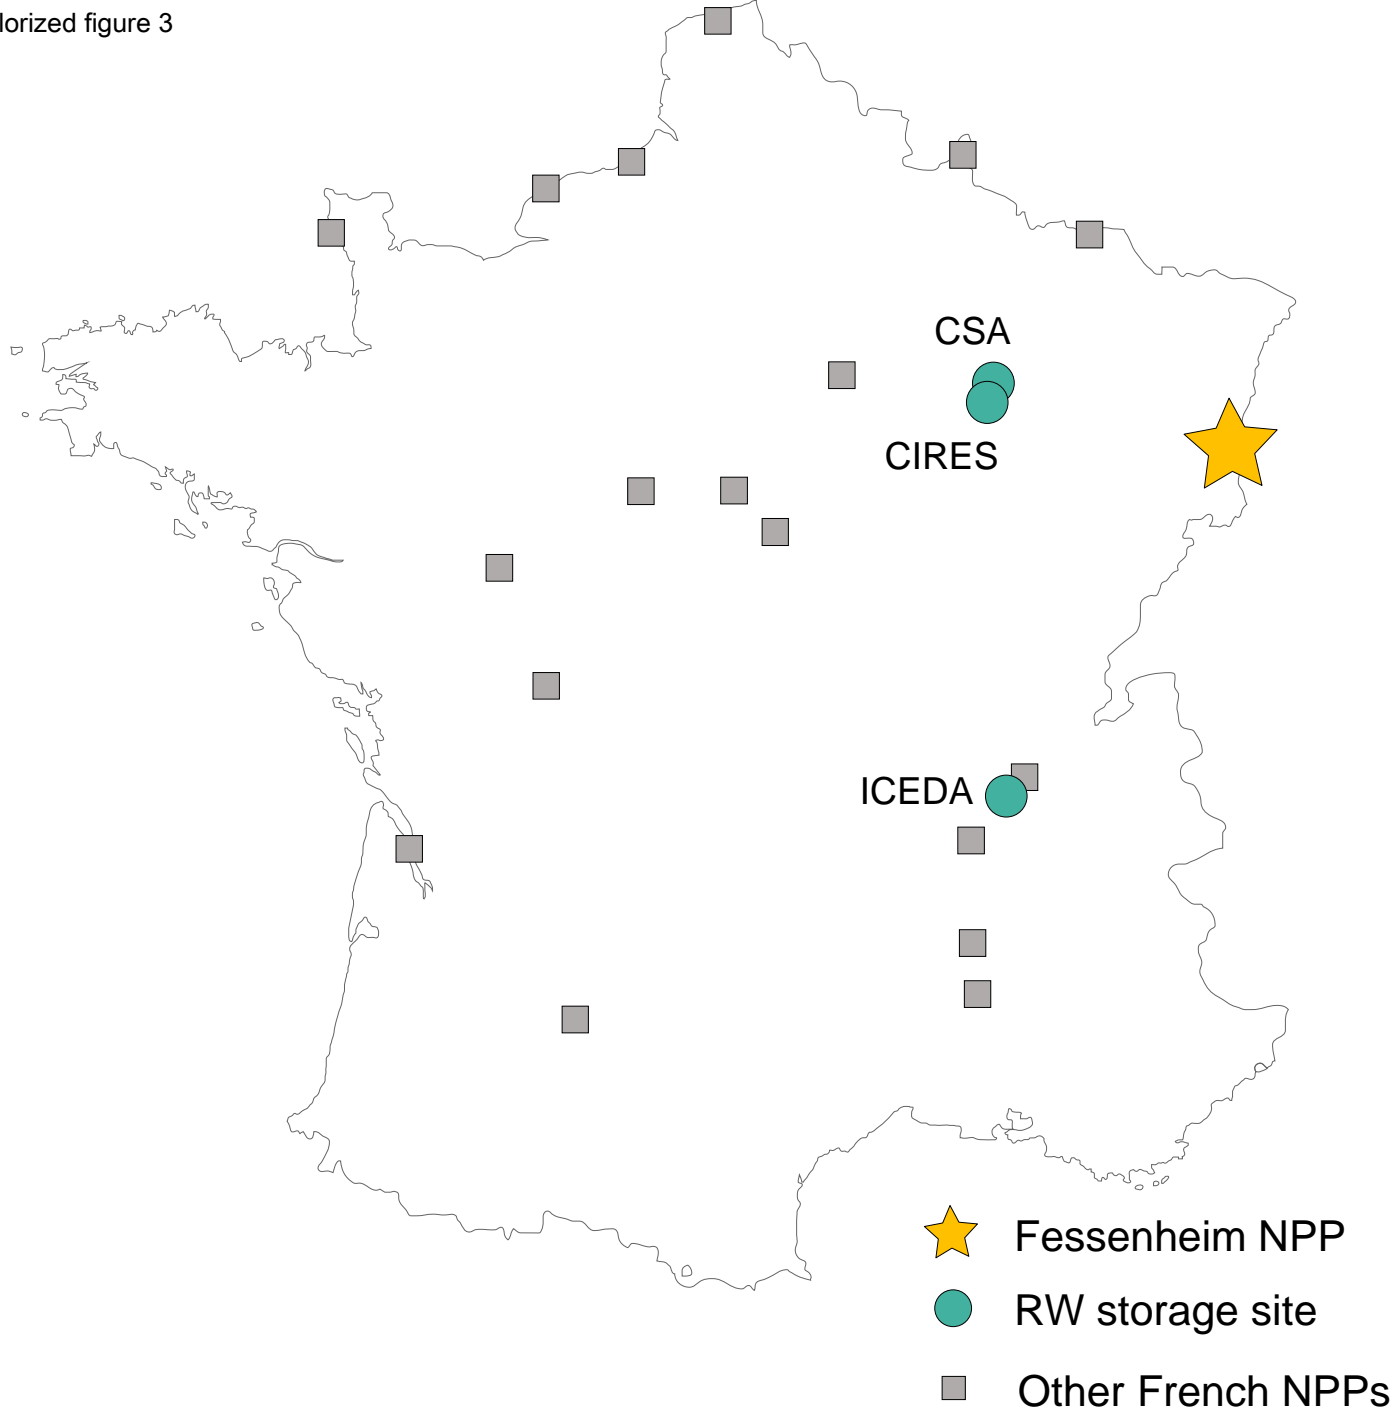 lorized figure 3
CSA
CIRES
ICEDA
Fessenheim NPP
RW storage site
Other French NPPs